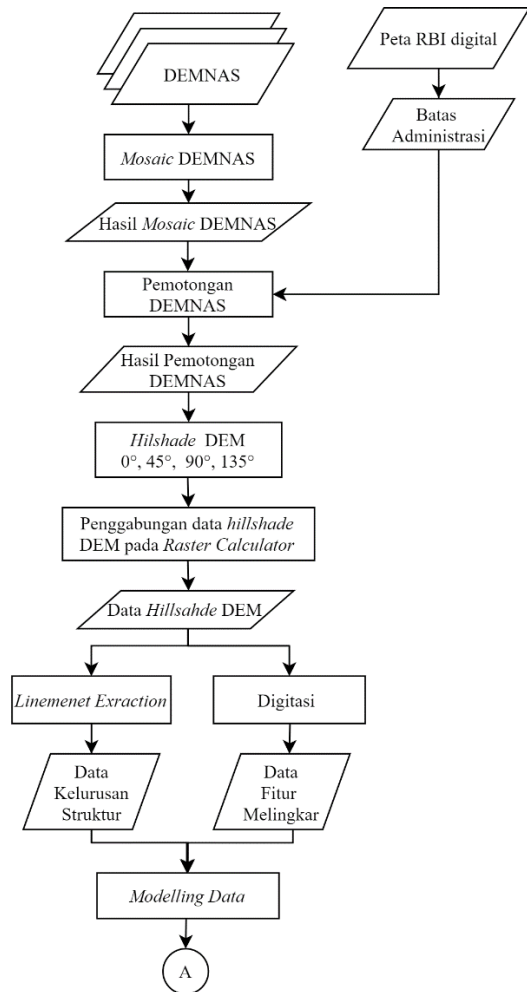 DEMNAS
Peta RBI digital
Batas
Administrasi
Mosaic DEMNAS
Hasil Mosaic DEMNAS
Pemotongan
DEMNAS
Hasil Pemotongan
DEMNAS
Hilshade DEM
0°, 45°, 90°, 135°
Penggabungan data hillshade
DEM pada Raster Calculator
Data Hillsahde DEM
Linemenet Exraction
Digitasi
Data
Kelurusan
Struktur
Data
Fitur
Melingkar
Modelling Data
A